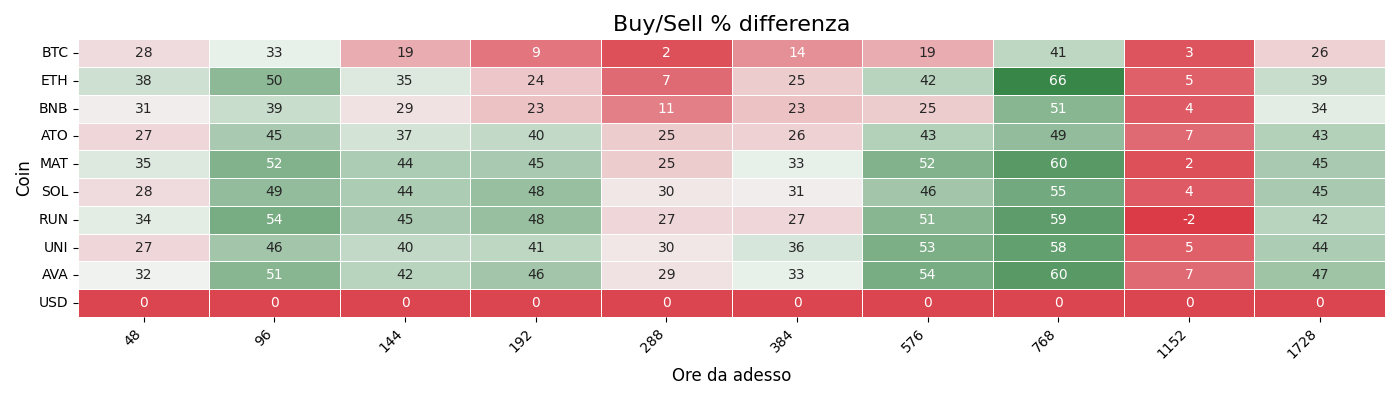 Buy/Sell % differenza
BTC 28 33 19 9 2 14 19 41 3 26
ETH 38 50 35 24 7 25 42 66 5 39
BNB 31 39 29 23 11 23 25 51 4 34
ATO 27 45 37 40 25 26 43 49 7 43
MAT 35 52 44 45 25 33 52 60 2 45
SOL 28 49 44 48 30 31 46 55 4 45
RUN 34 54 45 48 27 27 51 59 -2 42
UNI 27 46 40 41 30 36 53 58 5 44
AVA 32 51 42 46 29 33 54 60 7 47
USD 0 0 0 0 0 0 0 0 0 0
Coin
48 96 144 192 288 384 576 768 1152 1728
Ore da adesso